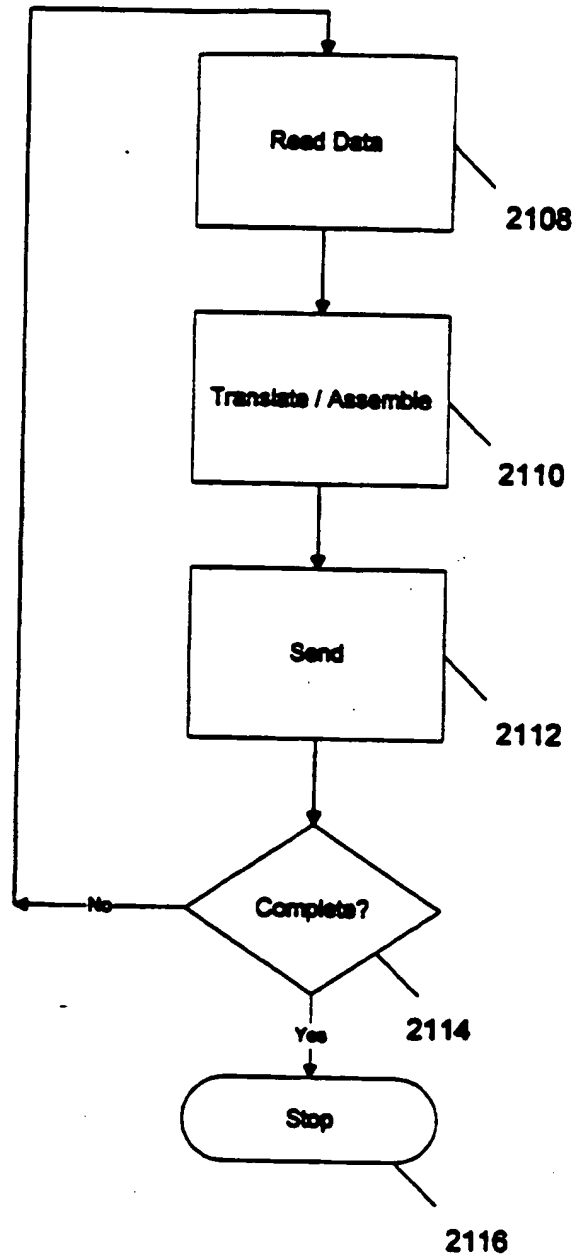 Read Data
2108
Translate / Assemble
2110
Send
2112
Complete?
No
2114
Yes
Stop
2116